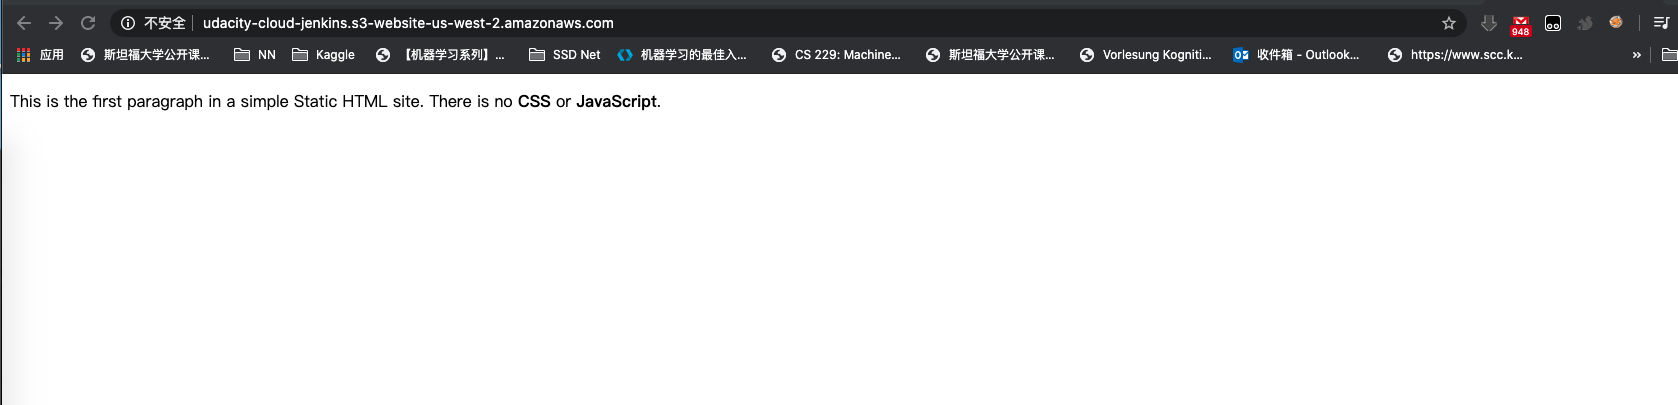 不安全 udacity-cloud-jenkins.s3-website-us-west-2.amazonaws.com 948
应用 斯坦福大学公开课... NN Kaggle 【机器学习系列】... SSD Net 机器学习的最佳入... CS 229: Machine... 斯坦福大学公开课... Vorlesung Kogniti... 收件箱 - Outlook... https://www.scc.k... »
This is the first paragraph in a simple Static HTML site. There is no CSS or JavaScript.